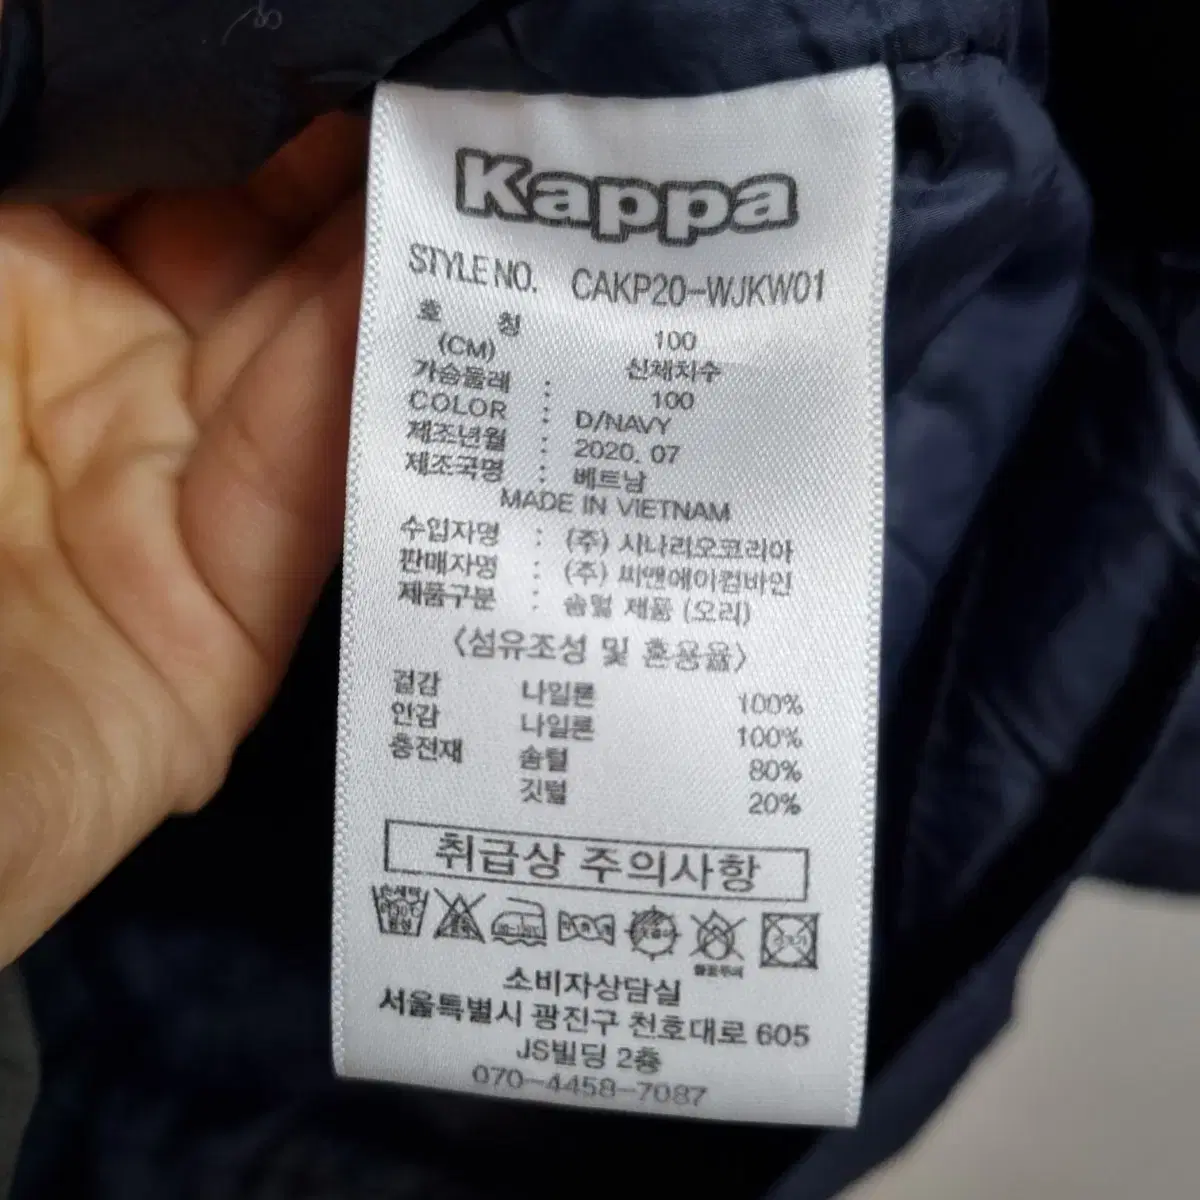 Kappa
STYLE NO. CAKP20-WJKW01
호 칭 100
(CM) 신체치수
가슴둘레 : 100
COLOR : D/NAVY
제조년월 : 2020. 07
제조국명 : 베트남
MADE IN VIETNAM
수입자명 : (주) 시나리오코리아
판매자명 : (주) 씨앤에이컴바인
제품구분 : 솜털 제품 (오리)
<섬유조성 및 혼용율>
겉감 나일론 100%
안감 나일론 100%
충전재 솜털 80%
깃털 20%
취급상 주의사항
손세탁
30℃
중성
소비자상담실
서울특별시 광진구 천호대로 605
JS빌딩 2층
070-4458-7087